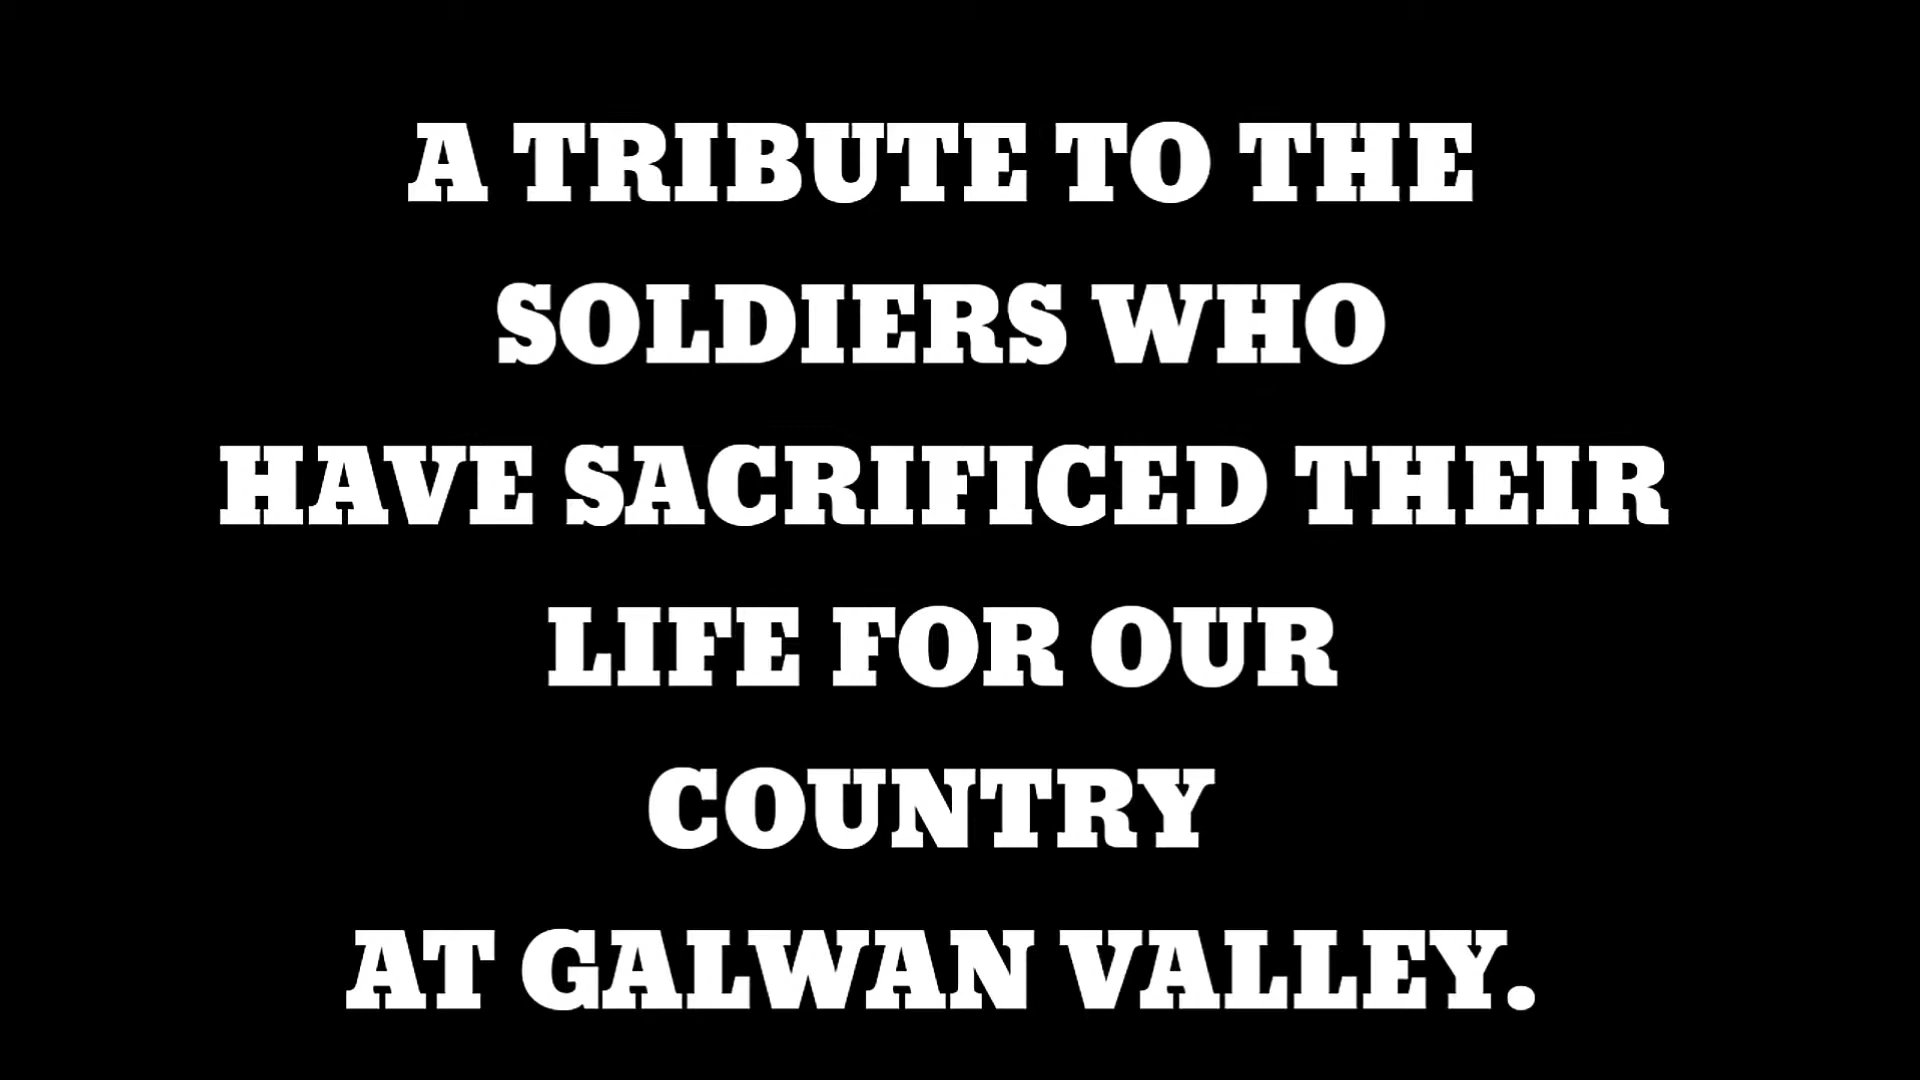 A TRIBUTE TO THE
SOLDIERS WHO
HAVE SACRIFICED THEIR
LIFE FOR OUR
COUNTRY
AT GALWAN VALLEY.